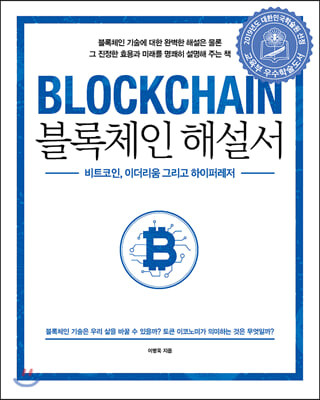 블록체인 기술에 대한 완벽한 해설은 물론
그 진정한 효용과 미래를 명쾌히 설명해 주는 책
2019년도 대한민국학술원 선정
교육부 우수학술도서
BLOCKCHAIN
블록체인 해설서
비트코인, 이더리움 그리고 하이퍼레저
블록체인 기술은 우리 삶을 바꿀 수 있을까? 토큰 이코노미가 의미하는 것은 무엇일까?
이병욱 지음